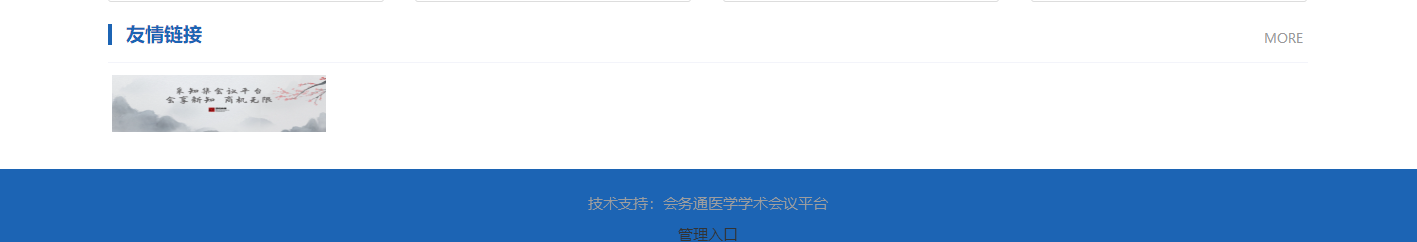 友情链接
MORE
采知集会议平台
会享新知 商机无限
技术支持：会务通医学学术会议平台
管理入口